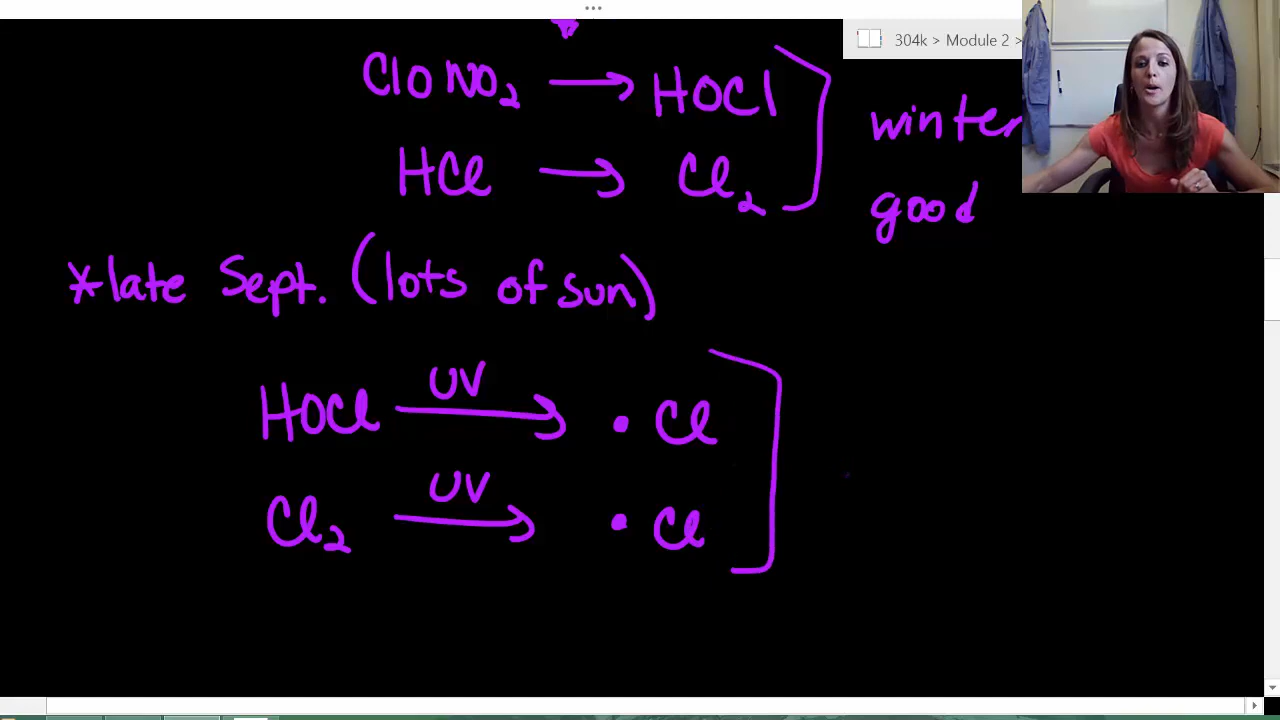 304k > Module 2 >
ClONO₂ → HOCl
winter
HCl → Cl₂
good
*late Sept. (lots of sun)
HOCl UV → • Cl
Cl₂ UV → • Cl